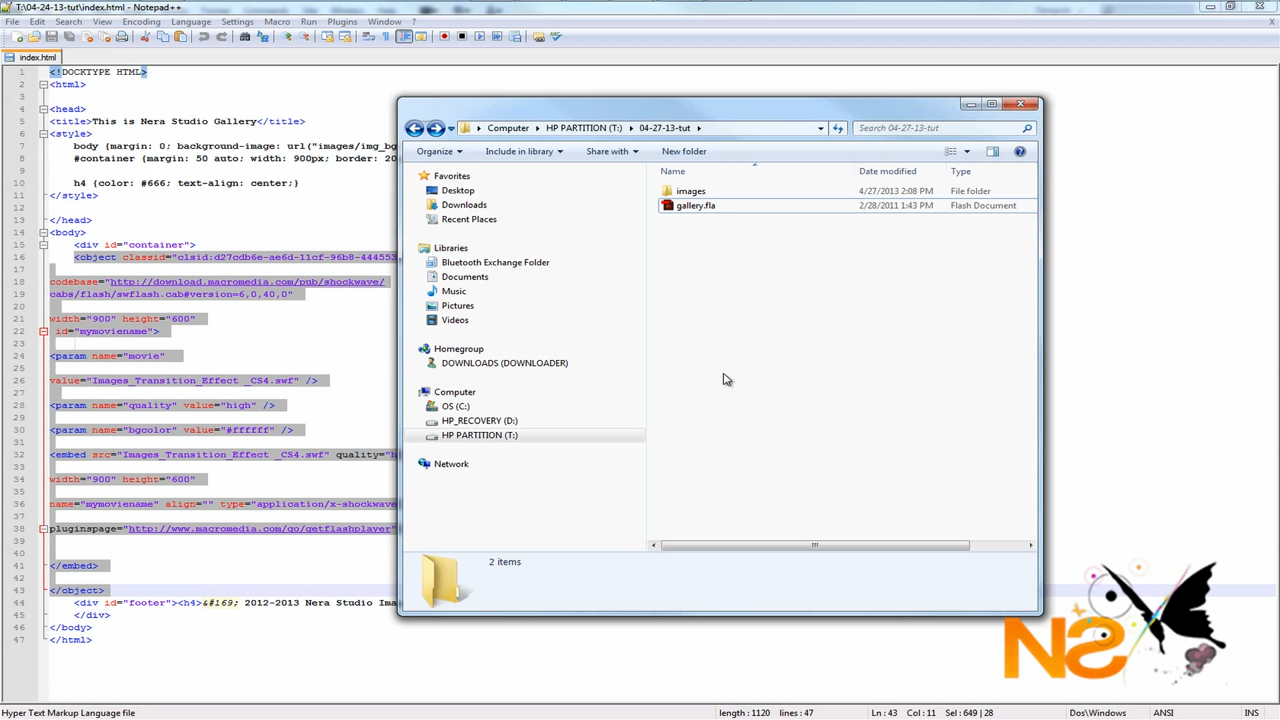 T:\04-24-13-tut\index.html - Notepad++
File Edit Search View Encoding Language Settings Macro Run Plugins Window ?
X
index.html
1 <!DOCKTYPE HTML>
2 <html>
3
4 <head>
5 <title>This is Nera Studio Gallery</title>
6 <style>
7 body {margin: 0; background-image: url("images/img_bg
8 #container {margin: 50 auto; width: 900px; border: 20
9
10 h4 {color: #666; text-align: center;}
11 </style>
12
13 </head>
14 <body>
15 <div id="container">
16 <object classid="clsid:d27cdb6e-ae6d-11cf-96b8-444553
17
18 codebase="http://download.macromedia.com/pub/shockwave/
19 cabs/flash/swflash.cab#version=6,0,40,0"
20
21 width="900" height="600"
22 id="mymoviename">
23
24 <param name="movie"
25
26 value="Images_Transition_Effect _CS4.swf" />
27
28 <param name="quality" value="high" />
29
30 <param name="bgcolor" value="#ffffff" />
31
32 <embed src="Images_Transition_Effect _CS4.swf" quality="h
33
34 width="900" height="600"
35
36 name="mymoviename" align="" type="application/x-shockwave
37
38 pluginspage="http://www.macromedia.com/go/getflashplayer"
39
40
41 </embed>
42
43 </object>
44 <div id="footer"><h4>&#169; 2012-2013 Nera Studio Ima
45 </div>
46 </body>
47 </html>
Computer HP PARTITION (T:) 04-27-13-tut
Search 04-27-13-tut
Organize Include in library Share with New folder
Favorites
Desktop
Downloads
Recent Places
Libraries
Bluetooth Exchange Folder
Documents
Music
Pictures
Videos
Homegroup
DOWNLOADS (DOWNLOADER)
Computer
OS (C:)
HP_RECOVERY (D:)
HP PARTITION (T:)
Network
Name Date modified Type
images 4/27/2013 2:08 PM File folder
gallery.fla 2/28/2011 1:43 PM Flash Document
2 items
NS
Hyper Text Markup Language file length : 1120 lines : 47 Ln : 43 Col : 11 Sel : 649 | 28 Dos\Windows ANSI INS